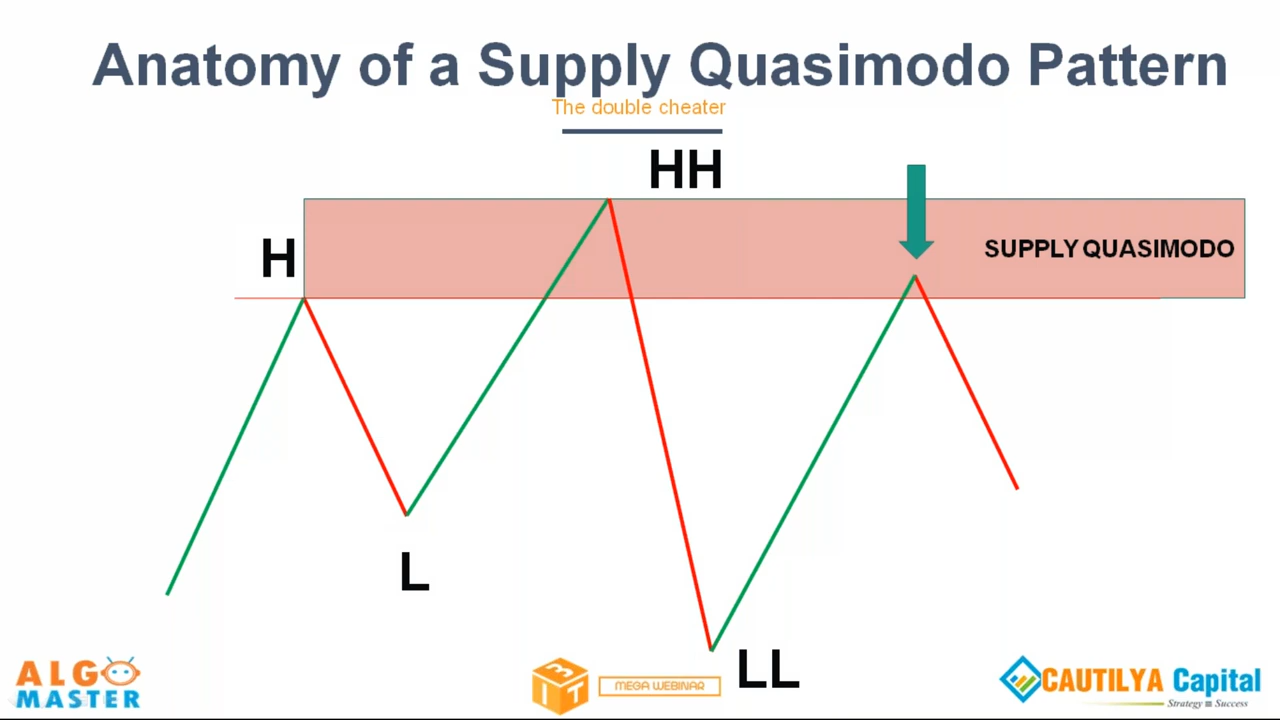 Anatomy of a Supply Quasimodo Pattern
The double cheater
HH
H
SUPPLY QUASIMODO
L
LL
ALGO
MASTER
BIT
MEGA WEBINAR
CAUTILYA Capital
Strategy = Success